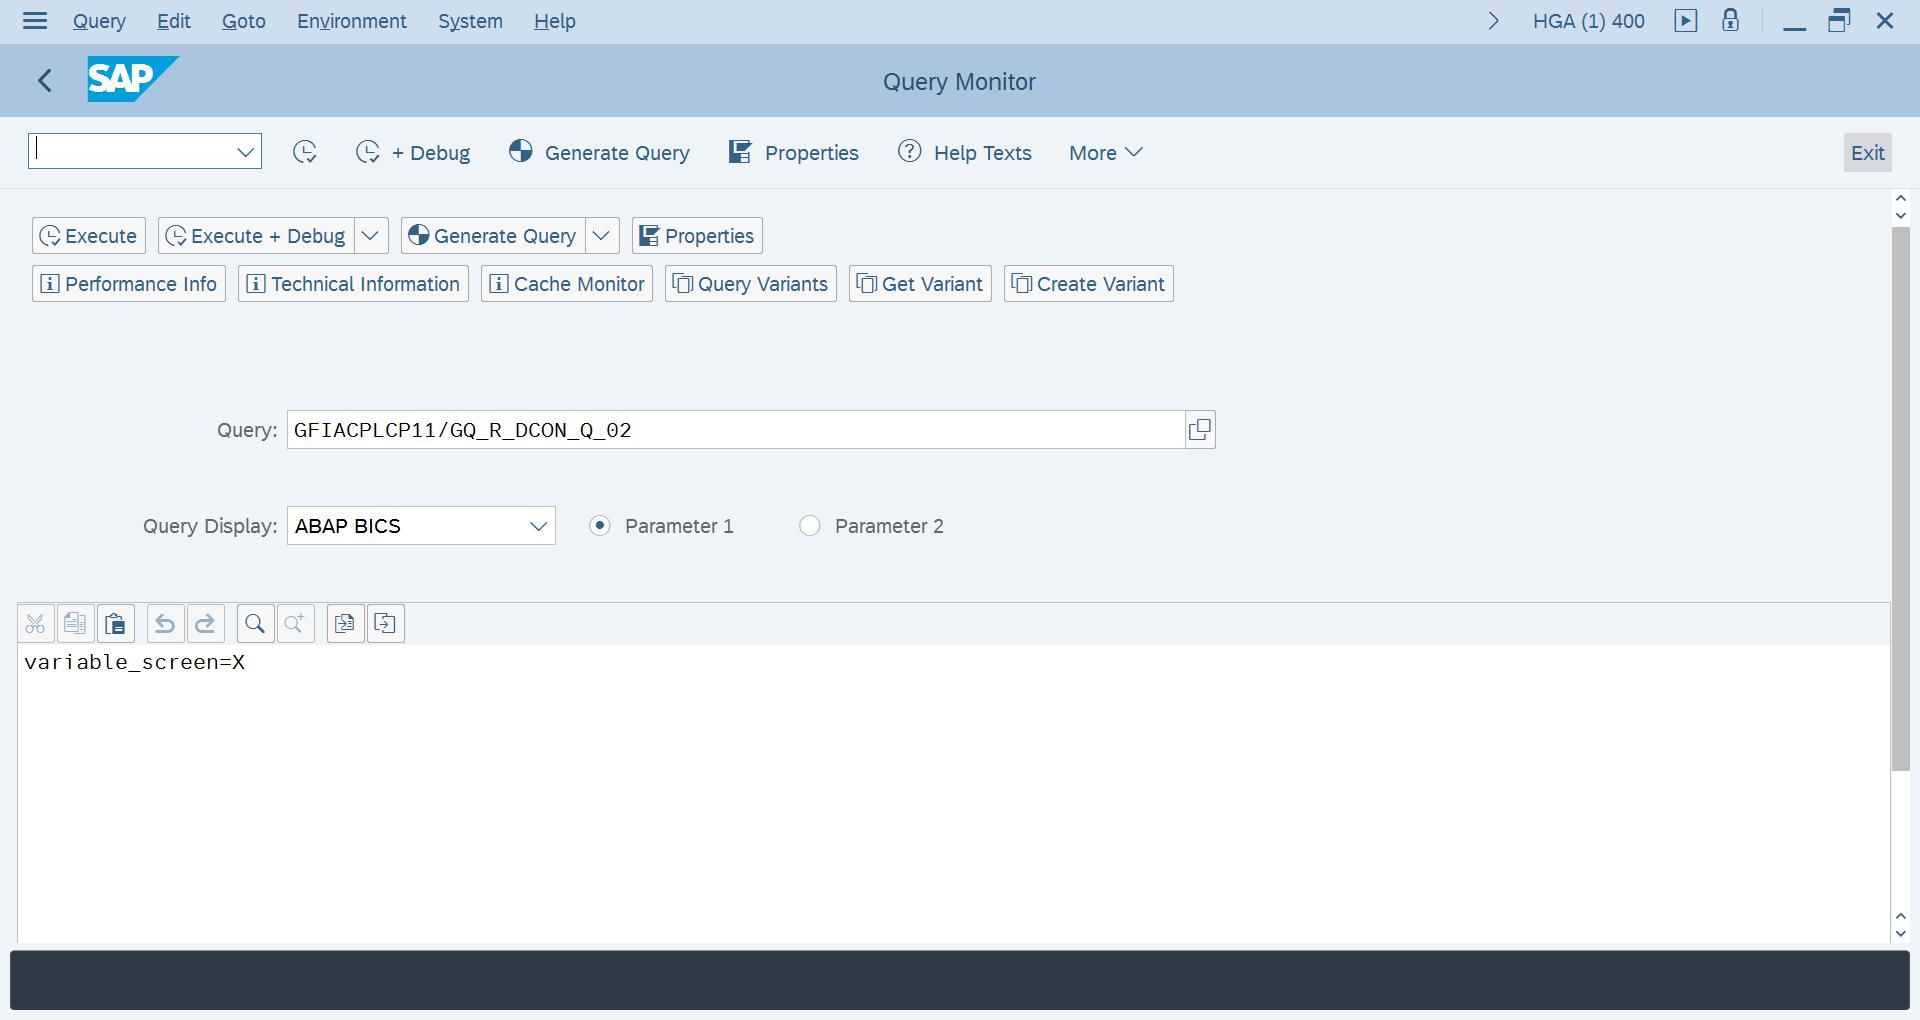 Query Edit Goto Environment System Help HGA (1) 400
SAP Query Monitor
+ Debug Generate Query Properties Help Texts More Exit
Execute Execute + Debug Generate Query Properties
Performance Info Technical Information Cache Monitor Query Variants Get Variant Create Variant
Query: GFIACPLCP11/GQ_R_DCON_Q_02
Query Display: ABAP BICS Parameter 1 Parameter 2
variable_screen=X